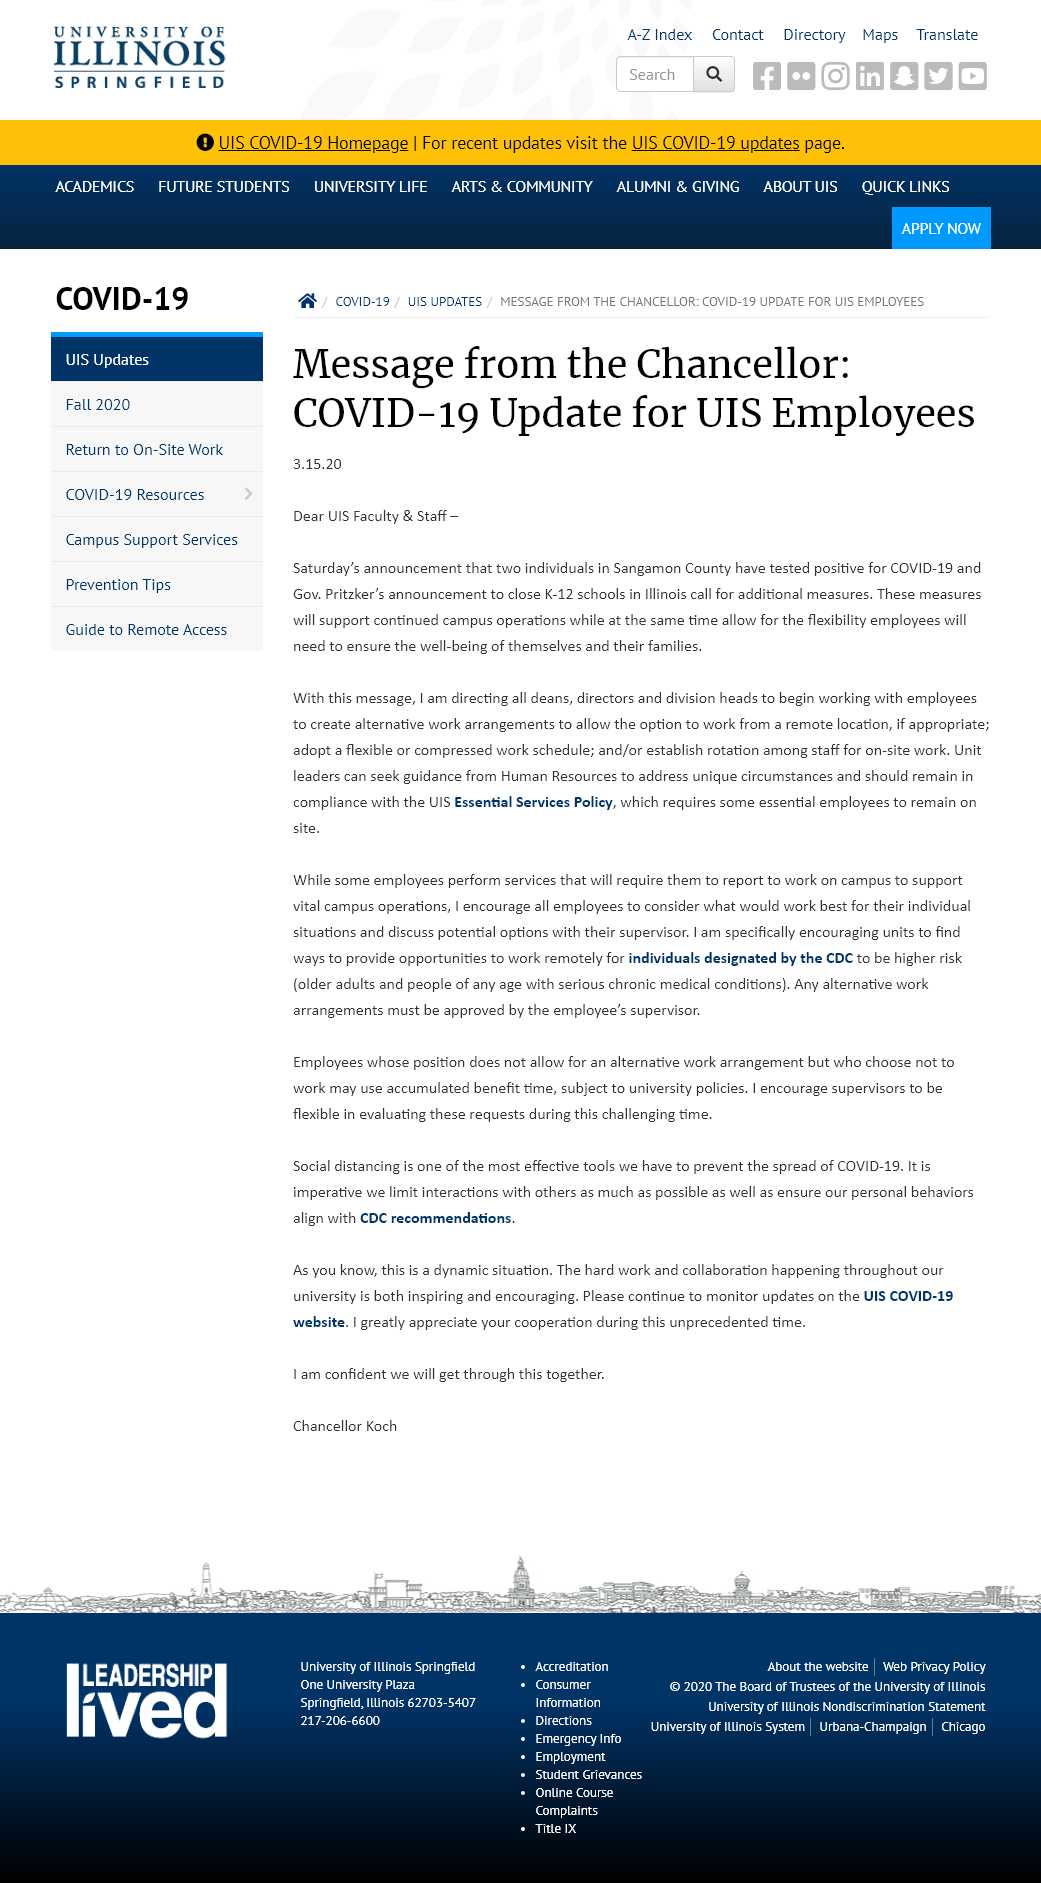 UNIVERSITY OF
ILLINOIS
SPRINGFIELD
A-Z Index Contact Directory Maps Translate
Search
UIS COVID-19 Homepage | For recent updates visit the UIS COVID-19 updates page.
ACADEMICS FUTURE STUDENTS UNIVERSITY LIFE ARTS & COMMUNITY ALUMNI & GIVING ABOUT UIS QUICK LINKS
APPLY NOW
COVID-19
UIS Updates
Fall 2020
Return to On-Site Work
COVID-19 Resources
Campus Support Services
Prevention Tips
Guide to Remote Access
/ COVID-19 / UIS UPDATES / MESSAGE FROM THE CHANCELLOR: COVID-19 UPDATE FOR UIS EMPLOYEES
Message from the Chancellor:
COVID-19 Update for UIS Employees
3.15.20
Dear UIS Faculty & Staff –
Saturday’s announcement that two individuals in Sangamon County have tested positive for COVID-19 and
Gov. Pritzker’s announcement to close K-12 schools in Illinois call for additional measures. These measures
will support continued campus operations while at the same time allow for the flexibility employees will
need to ensure the well-being of themselves and their families.
With this message, I am directing all deans, directors and division heads to begin working with employees
to create alternative work arrangements to allow the option to work from a remote location, if appropriate;
adopt a flexible or compressed work schedule; and/or establish rotation among staff for on-site work. Unit
leaders can seek guidance from Human Resources to address unique circumstances and should remain in
compliance with the UIS Essential Services Policy, which requires some essential employees to remain on
site.
While some employees perform services that will require them to report to work on campus to support
vital campus operations, I encourage all employees to consider what would work best for their individual
situations and discuss potential options with their supervisor. I am specifically encouraging units to find
ways to provide opportunities to work remotely for individuals designated by the CDC to be higher risk
(older adults and people of any age with serious chronic medical conditions). Any alternative work
arrangements must be approved by the employee’s supervisor.
Employees whose position does not allow for an alternative work arrangement but who choose not to
work may use accumulated benefit time, subject to university policies. I encourage supervisors to be
flexible in evaluating these requests during this challenging time.
Social distancing is one of the most effective tools we have to prevent the spread of COVID-19. It is
imperative we limit interactions with others as much as possible as well as ensure our personal behaviors
align with CDC recommendations.
As you know, this is a dynamic situation. The hard work and collaboration happening throughout our
university is both inspiring and encouraging. Please continue to monitor updates on the UIS COVID-19
website. I greatly appreciate your cooperation during this unprecedented time.
I am confident we will get through this together.
Chancellor Koch
LEADERSHIP
lived
University of Illinois Springfield
One University Plaza
Springfield, Illinois 62703-5407
217-206-6600
• Accreditation
• Consumer
Information
• Directions
• Emergency Info
• Employment
• Student Grievances
• Online Course
Complaints
• Title IX
About the website | Web Privacy Policy
© 2020 The Board of Trustees of the University of Illinois
University of Illinois Nondiscrimination Statement
University of Illinois System | Urbana-Champaign | Chicago